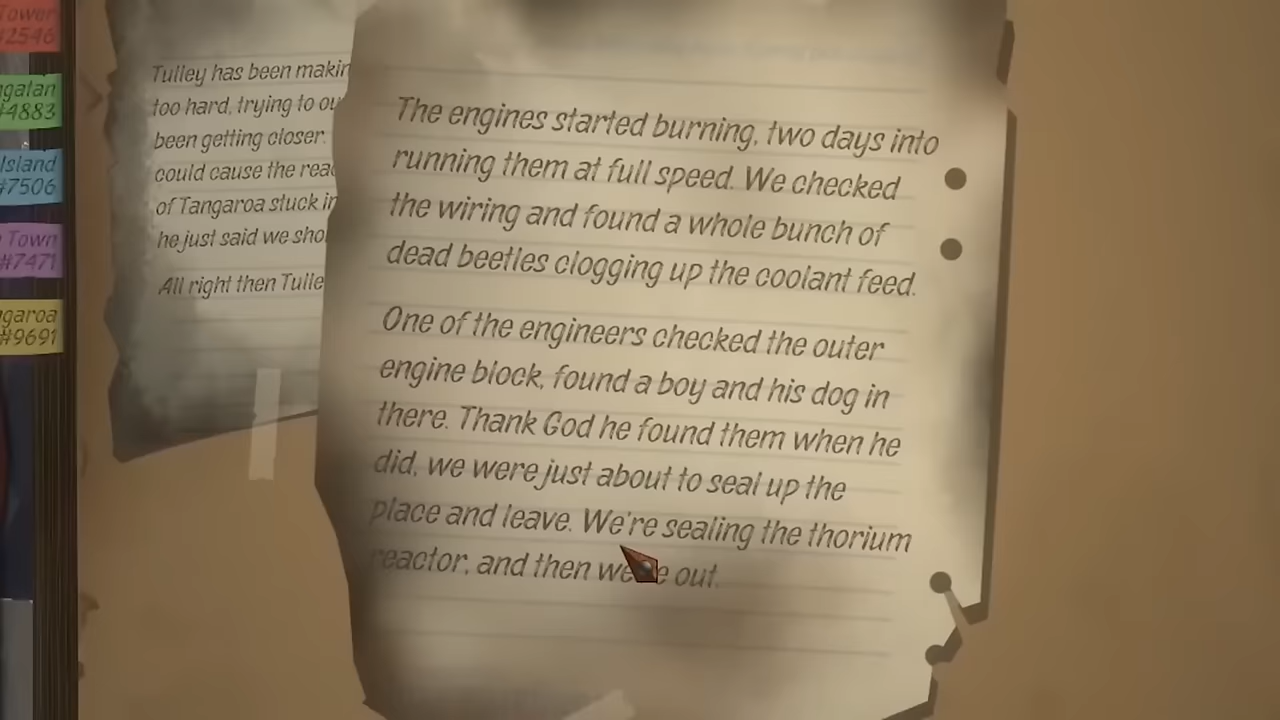 Tower
#2546
ngatan
#4883
Island
#7506
Town
#7471
ngaroa
#9691
Tulley has been makin
too hard, trying to ou
been getting closer.
could cause the reac
of Tangaroa stuck in
he just said we shou
All right then Tulle
The engines started burning, two days into
running them at full speed. We checked
the wiring and found a whole bunch of
dead beetles clogging up the coolant feed.
One of the engineers checked the outer
engine block, found a boy and his dog in
there. Thank God he found them when he
did, we were just about to seal up the
place and leave. We're sealing the thorium
reactor, and then we're out.